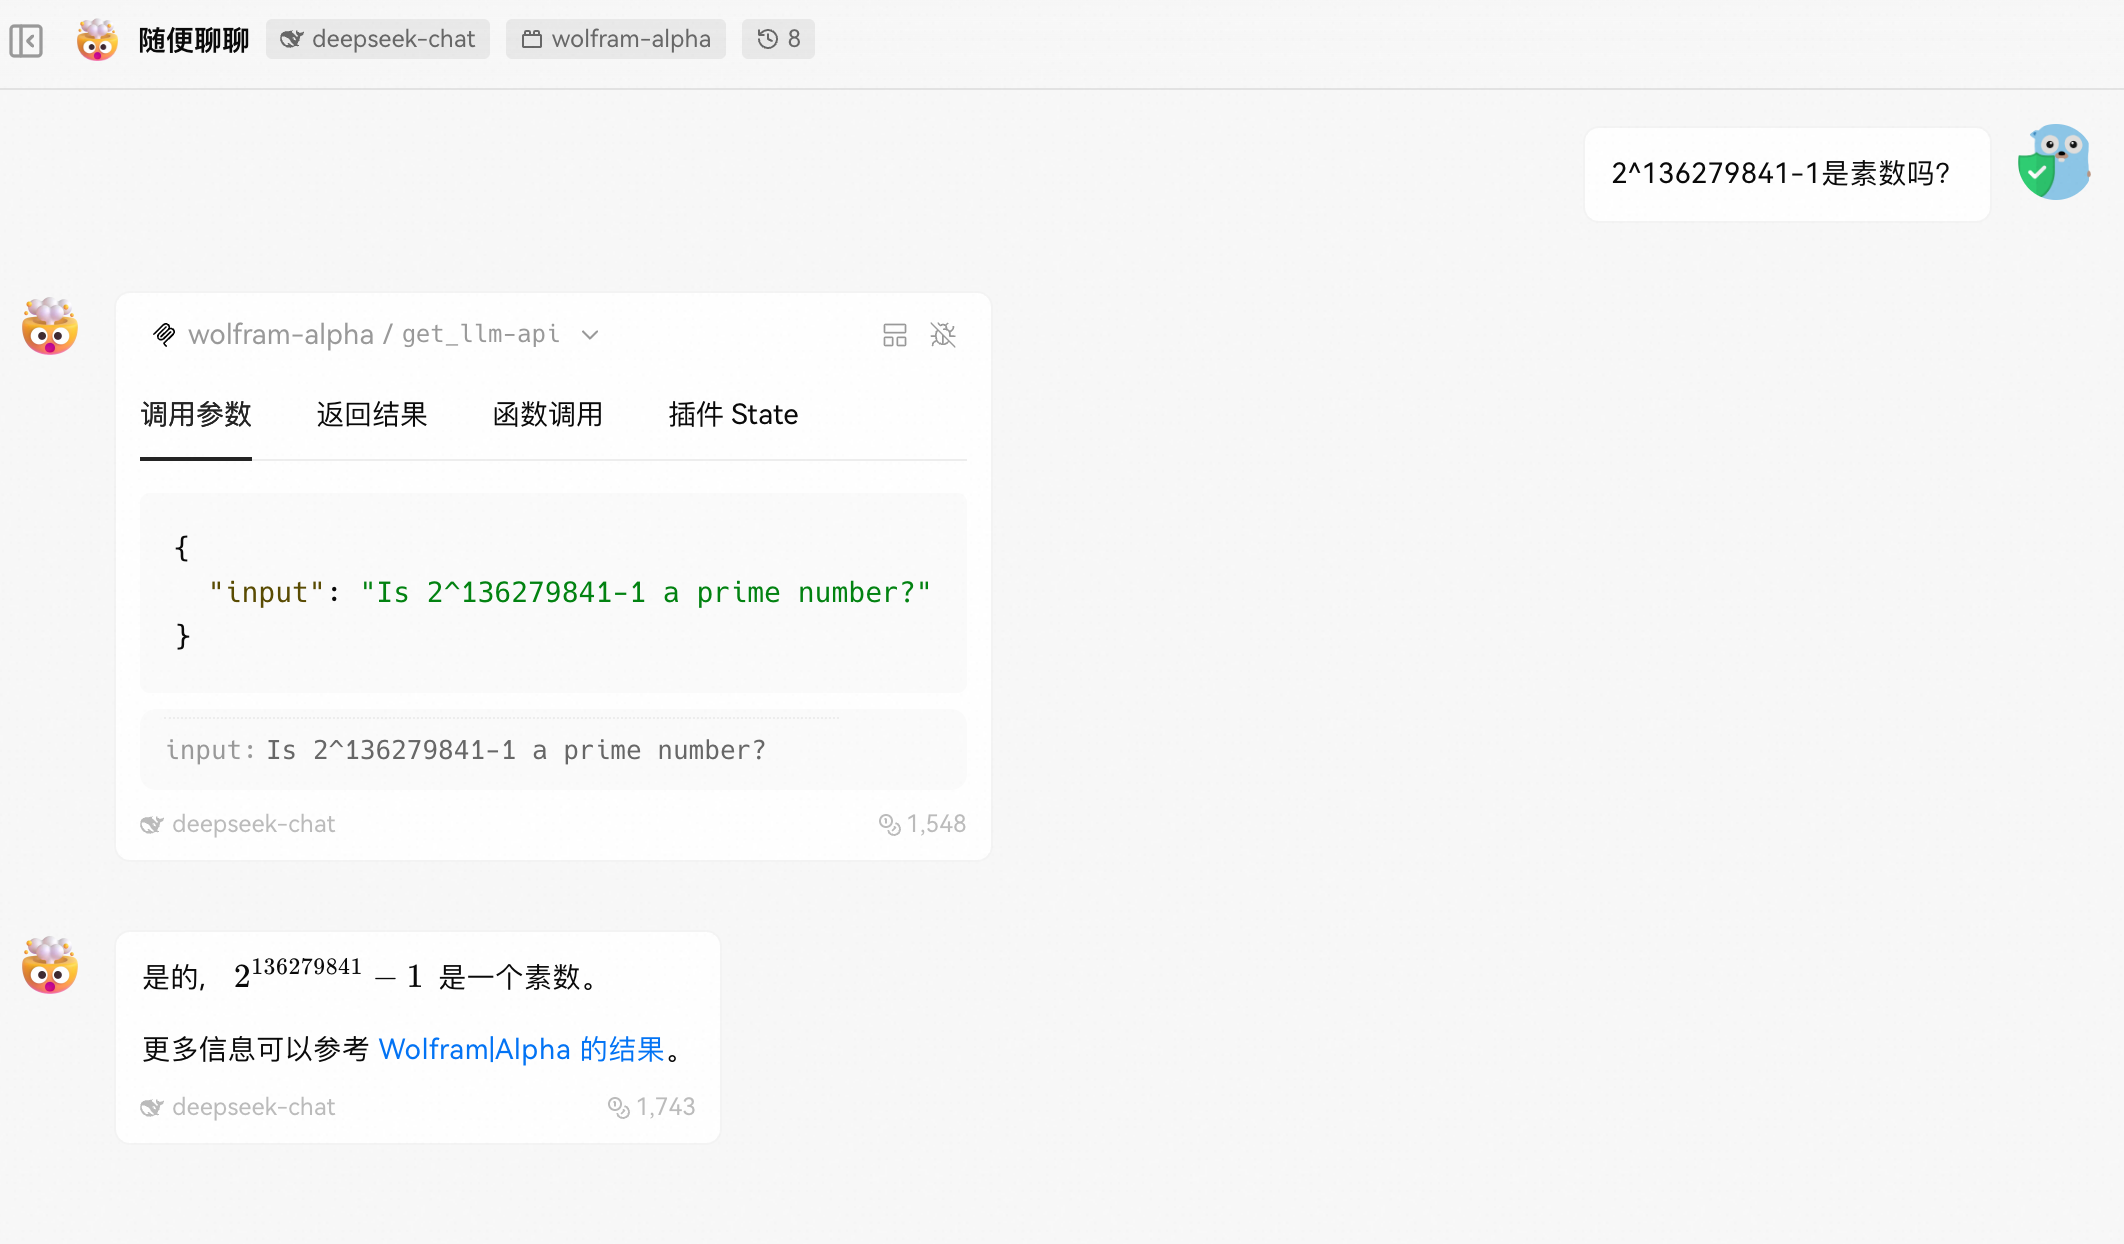 随便聊聊 deepseek-chat wolfram-alpha 8
2^136279841-1是素数吗?
wolfram-alpha / get_llm-api
调用参数 返回结果 函数调用 插件 State
{
"input": "Is 2^136279841-1 a prime number?"
}
input: Is 2^136279841-1 a prime number?
deepseek-chat 1,548
是的, 2^136279841 − 1 是一个素数。
更多信息可以参考 Wolfram|Alpha 的结果。
deepseek-chat 1,743